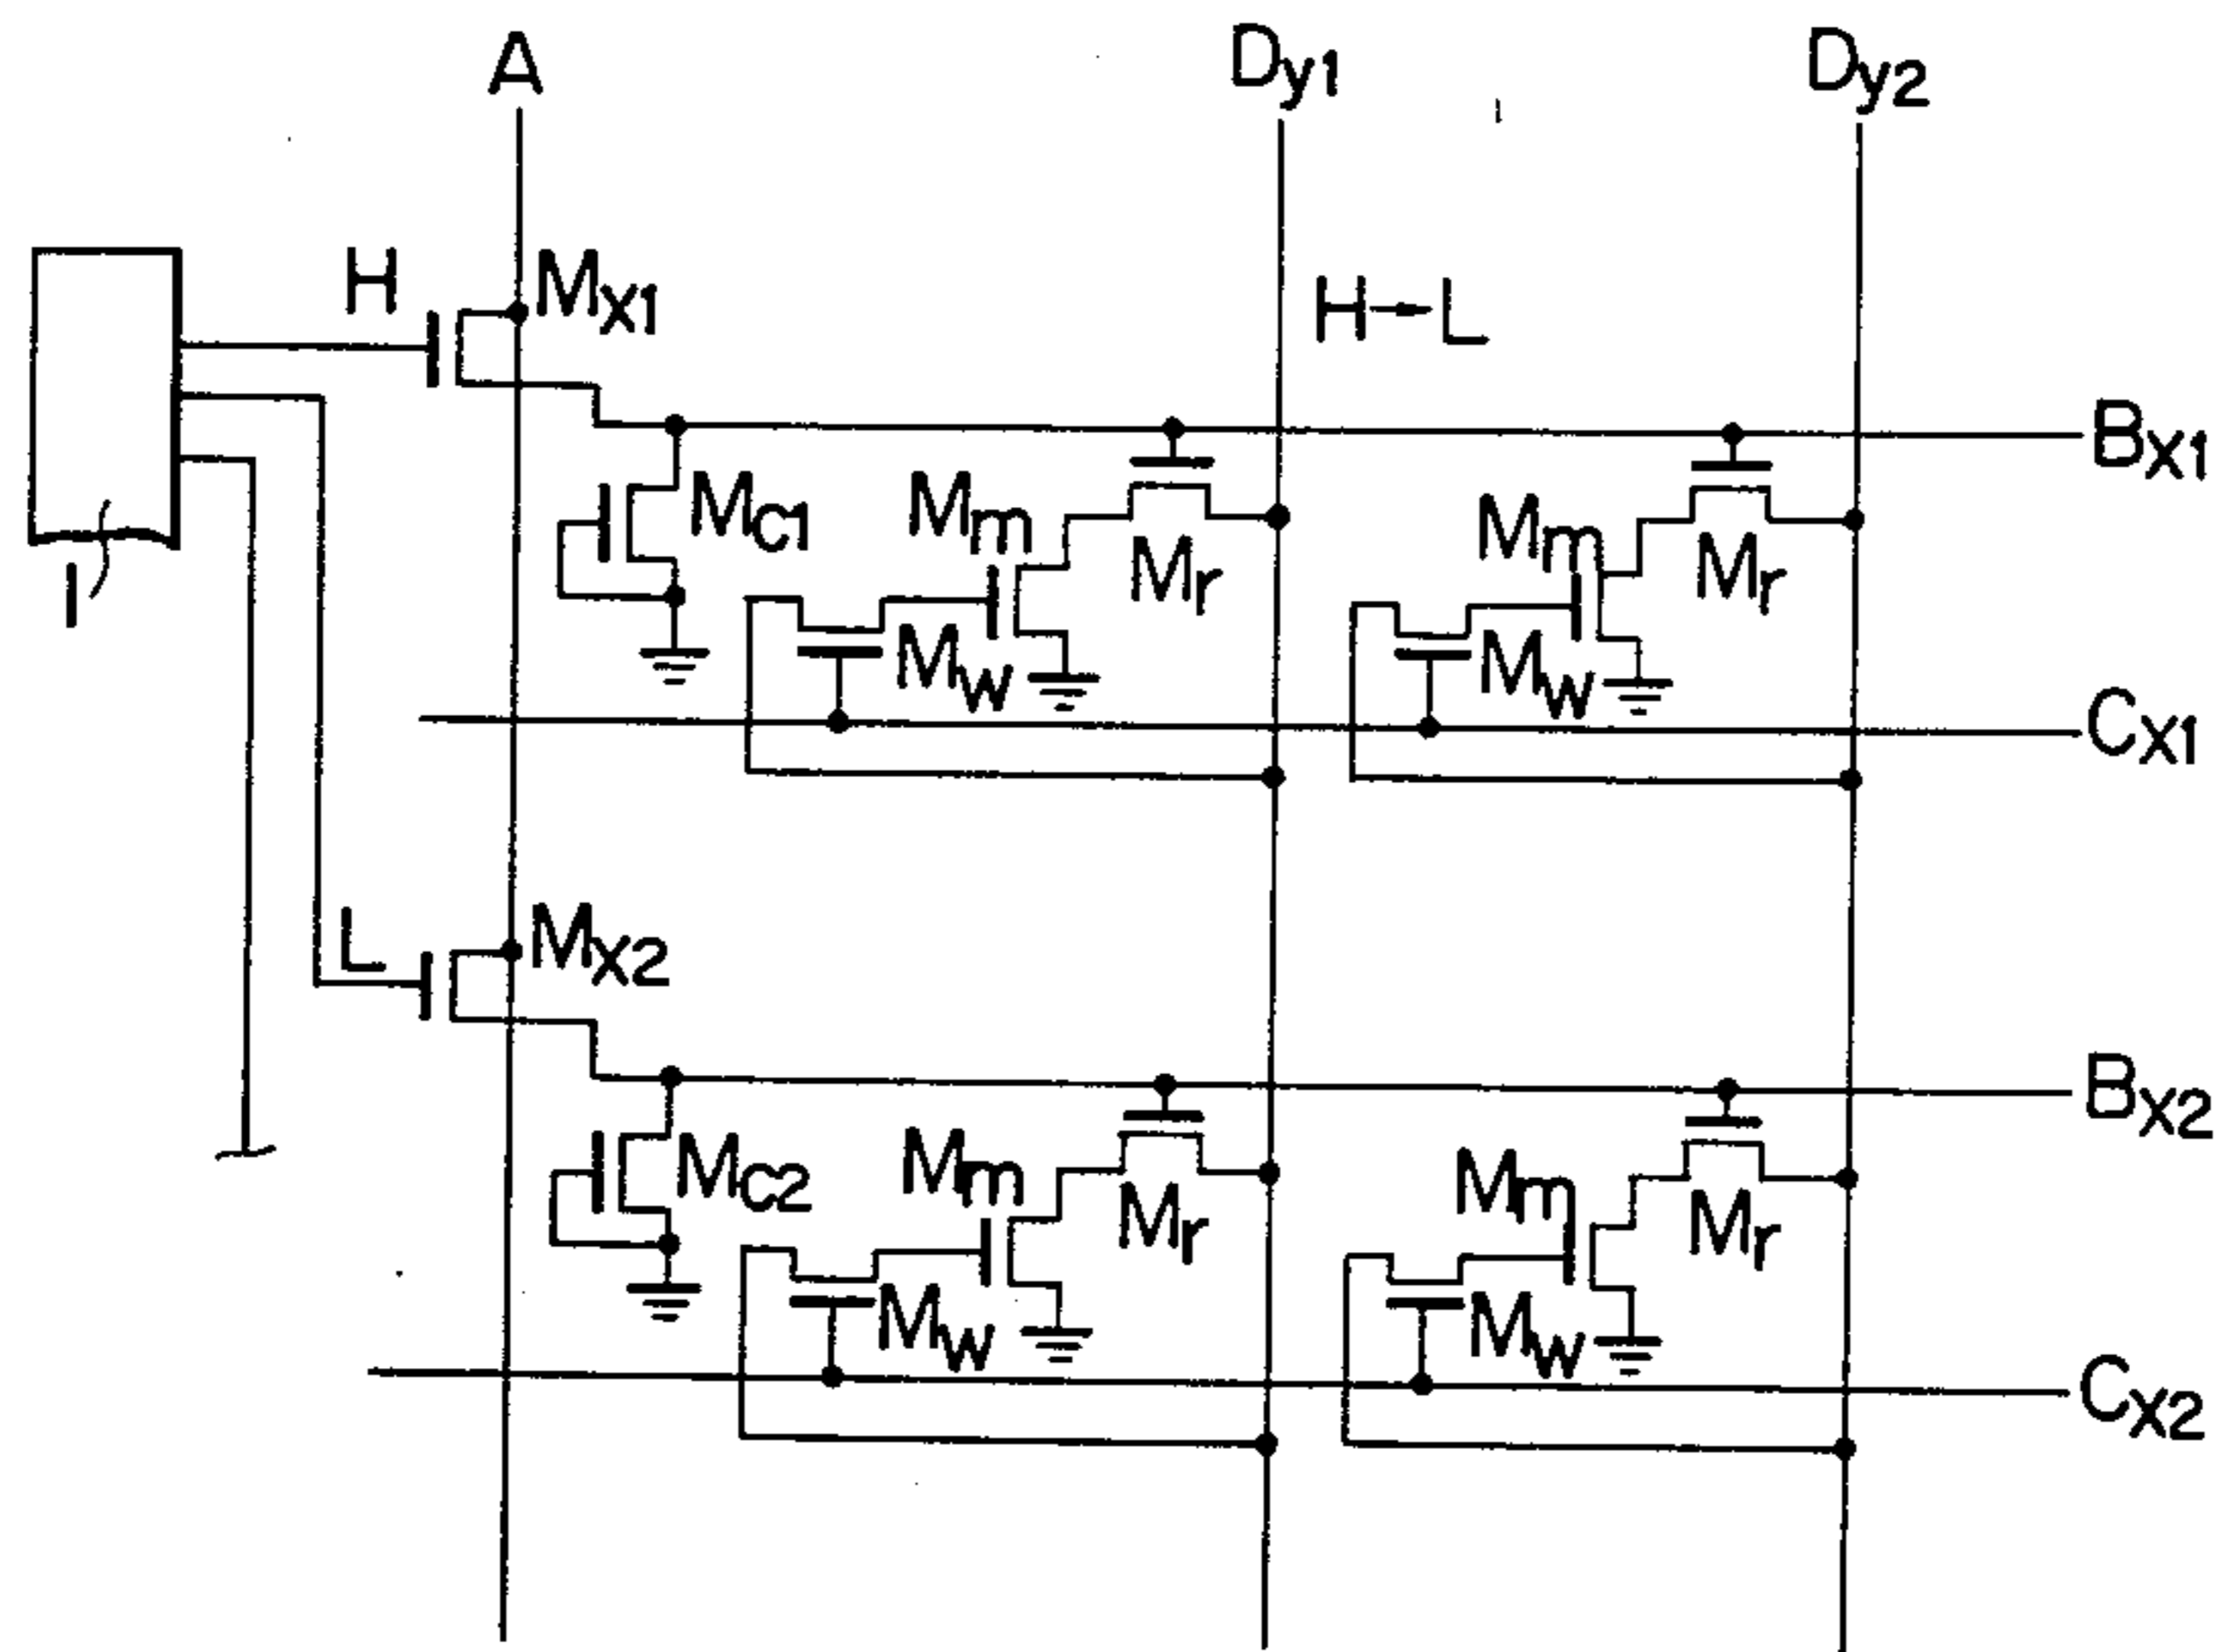 A Dy1 Dy2
H Mx1 H→L
Bx1
Mc1 Mm Mr Mm Mr
1 Mw Mw
Cx1
L Mx2
Bx2
Mc2 Mm Mr Mm Mr
Mw Mw
Cx2